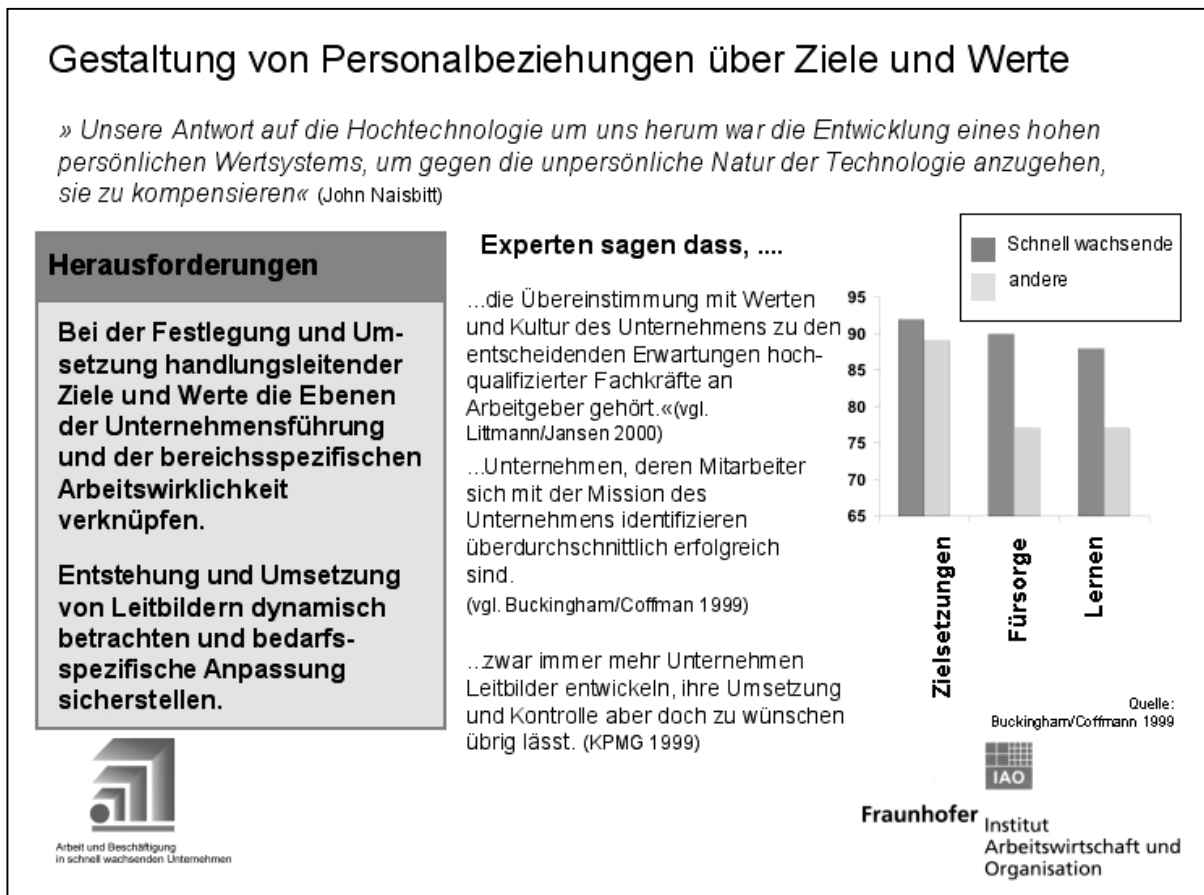 Gestaltung von Personalbeziehungen über Ziele und Werte
» Unsere Antwort auf die Hochtechnologie um uns herum war die Entwicklung eines hohen
persönlichen Wertsystems, um gegen die unpersönliche Natur der Technologie anzugehen,
sie zu kompensieren« (John Naisbitt)
Herausforderungen
Bei der Festlegung und Um-
setzung handlungsleitender
Ziele und Werte die Ebenen
der Unternehmensführung
und der bereichsspezifischen
Arbeitswirklichkeit
verknüpfen.
Entstehung und Umsetzung
von Leitbildern dynamisch
betrachten und bedarfs-
spezifische Anpassung
sicherstellen.
Experten sagen dass, ....
...die Übereinstimmung mit Werten
und Kultur des Unternehmens zu den
entscheidenden Erwartungen hoch-
qualifizierter Fachkräfte an
Arbeitgeber gehört.«(vgl.
Littmann/Jansen 2000)
...Unternehmen, deren Mitarbeiter
sich mit der Mission des
Unternehmens identifizieren
überdurchschnittlich erfolgreich
sind.
(vgl. Buckingham/Coffman 1999)
...zwar immer mehr Unternehmen
Leitbilder entwickeln, ihre Umsetzung
und Kontrolle aber doch zu wünschen
übrig lässt. (KPMG 1999)
Schnell wachsende
andere
95
90
85
80
75
70
65
Zielsetzungen
Fürsorge
Lernen
Quelle:
Buckingham/Coffmann 1999
Arbeit und Beschäftigung
in schnell wachsenden Unternehmen
IAO
Fraunhofer
Institut
Arbeitswirtschaft und
Organisation